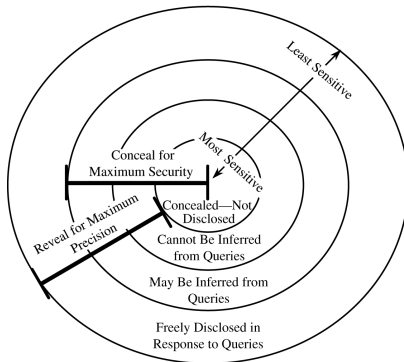 Least Sensitive
Most Sensitive
Conceal for
Maximum Security
Reveal for Maximum
Precision
Concealed—Not
Disclosed
Cannot Be Inferred
from Queries
May Be Inferred from
Queries
Freely Disclosed in
Response to Queries